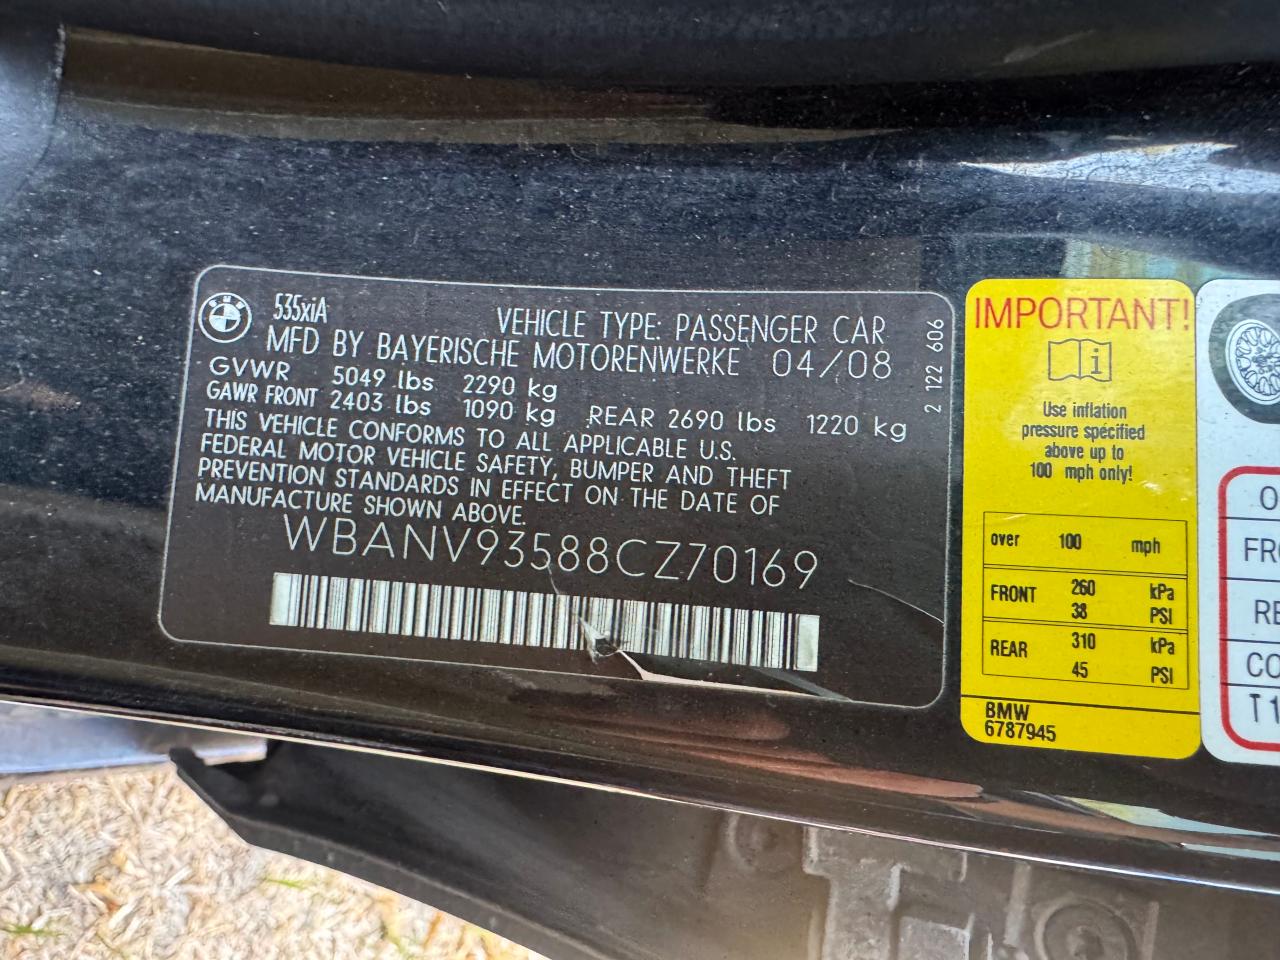 535xiA
VEHICLE TYPE: PASSENGER CAR
MFD BY BAYERISCHE MOTORENWERKE 04/08
GVWR 5049 lbs 2290 kg
GAWR FRONT 2403 lbs 1090 kg REAR 2690 lbs 1220 kg
THIS VEHICLE CONFORMS TO ALL APPLICABLE U.S.
FEDERAL MOTOR VEHICLE SAFETY, BUMPER AND THEFT
PREVENTION STANDARDS IN EFFECT ON THE DATE OF
MANUFACTURE SHOWN ABOVE.
WBANV93588CZ70169
2 122 606
IMPORTANT!
i
Use inflation
pressure specified
above up to
100 mph only!
over 100 mph
FRONT 260 kPa
38 PSI
REAR 310 kPa
45 PSI
BMW
6787945
O
FRO
RE
CO
T1